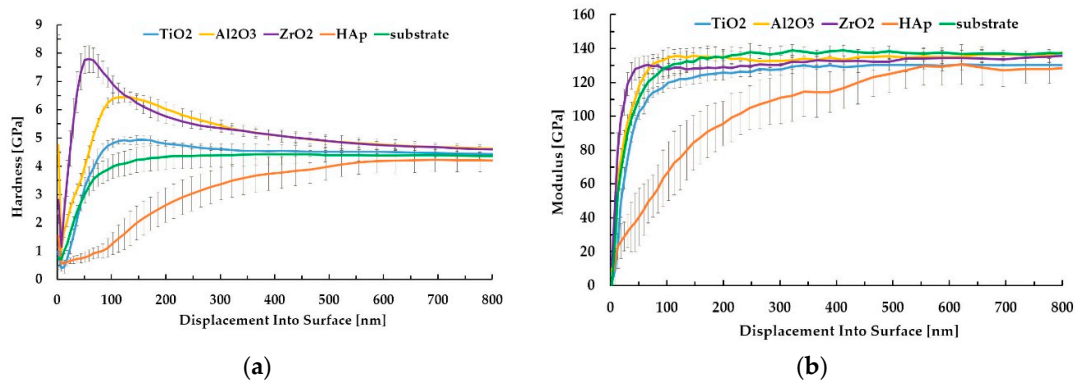 TiO2 Al2O3 ZrO2 HAp substrate
9
8
7
6
5
4
3
2
1
0
Hardness [GPa]
0 100 200 300 400 500 600 700 800
Displacement Into Surface [nm]
(a)
TiO2 Al2O3 ZrO2 HAp substrate
160
140
120
100
80
60
40
20
0
Modulus [GPa]
0 100 200 300 400 500 600 700 800
Displacement Into Surface [nm]
(b)